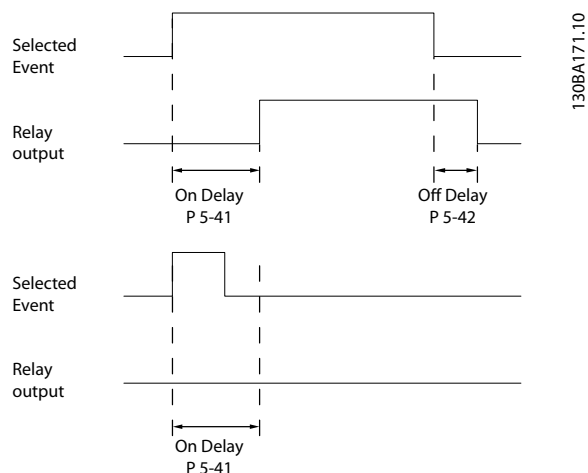 Selected
Event
130BA171.10
Relay
output
On Delay
P 5-41
Off Delay
P 5-42
Selected
Event
Relay
output
On Delay
P 5-41